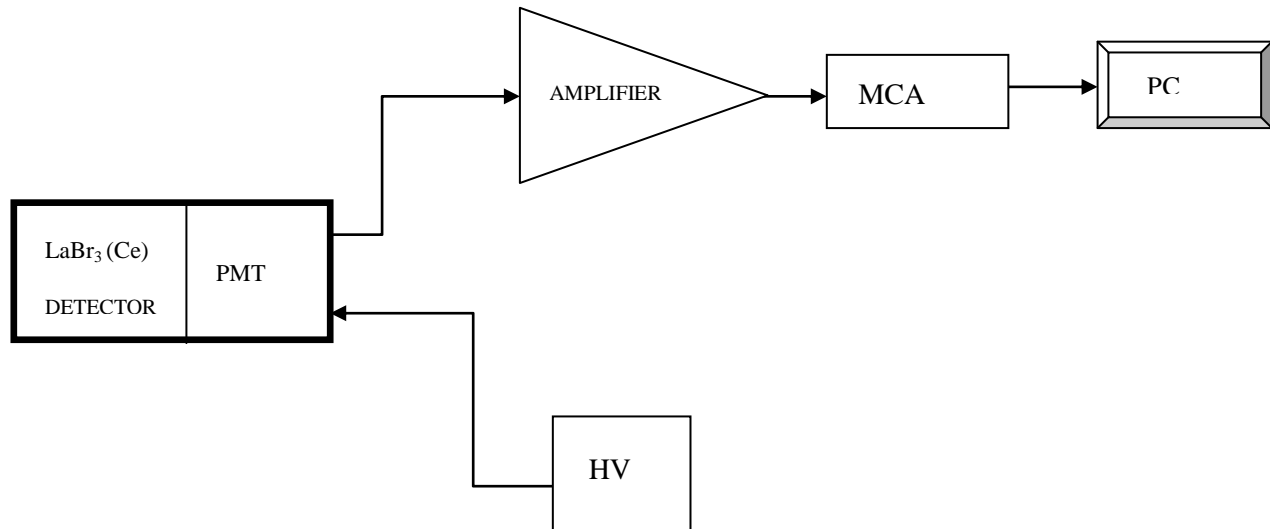 AMPLIFIER
MCA
PC
LaBr₃ (Ce)
DETECTOR
PMT
HV